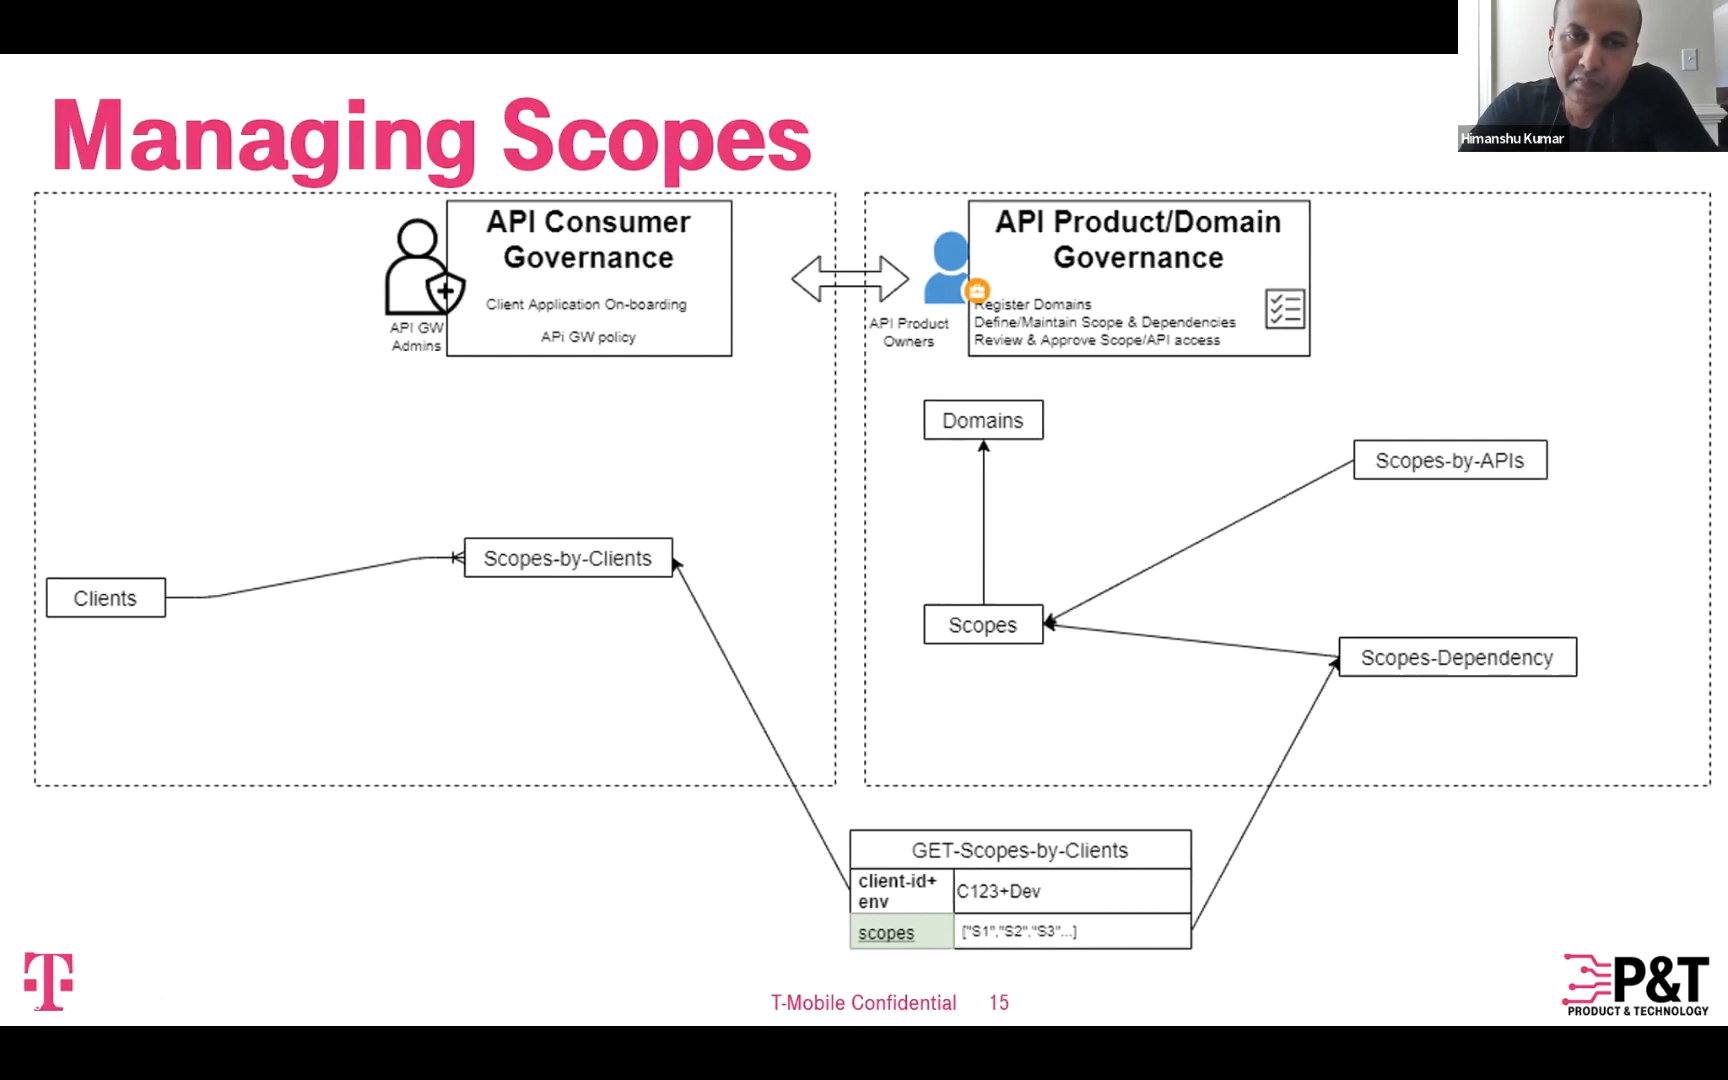 Himanshu Kumar
Managing Scopes
API Consumer
Governance
Client Application On-boarding
APi GW policy
API GW
Admins
API Product/Domain
Governance
Register Domains
Define/Maintain Scope & Dependencies
Review & Approve Scope/API access
API Product
Owners
Domains
Scopes-by-APIs
Scopes-by-Clients
Clients
Scopes
Scopes-Dependency
GET-Scopes-by-Clients
client-id+
env
C123+Dev
scopes
["S1","S2","S3"...]
T
T-Mobile Confidential 15
P&T
PRODUCT & TECHNOLOGY